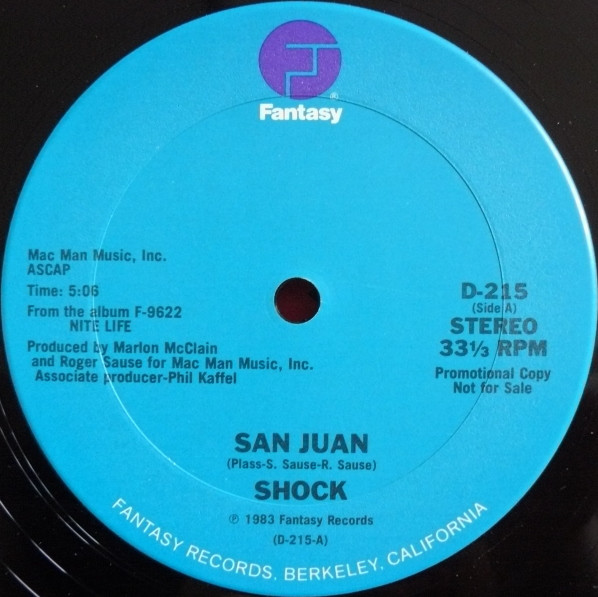 ®
Fantasy
Mac Man Music, Inc.
ASCAP
Time: 5:06
From the album F-9622
NITE LIFE
Produced by Marlon McClain
and Roger Sause for Mac Man Music, Inc.
Associate producer-Phil Kaffel
D-215
(Side A)
STEREO
33⅓ RPM
Promotional Copy
Not for Sale
SAN JUAN
(Plass-S. Sause-R. Sause)
SHOCK
℗ 1983 Fantasy Records
(D-215-A)
FANTASY RECORDS, BERKELEY, CALIFORNIA